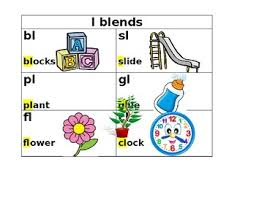 l blends
bl
A
B C
blocks
sl
slide
pl
plant
gl
glue
fl
flower
clock